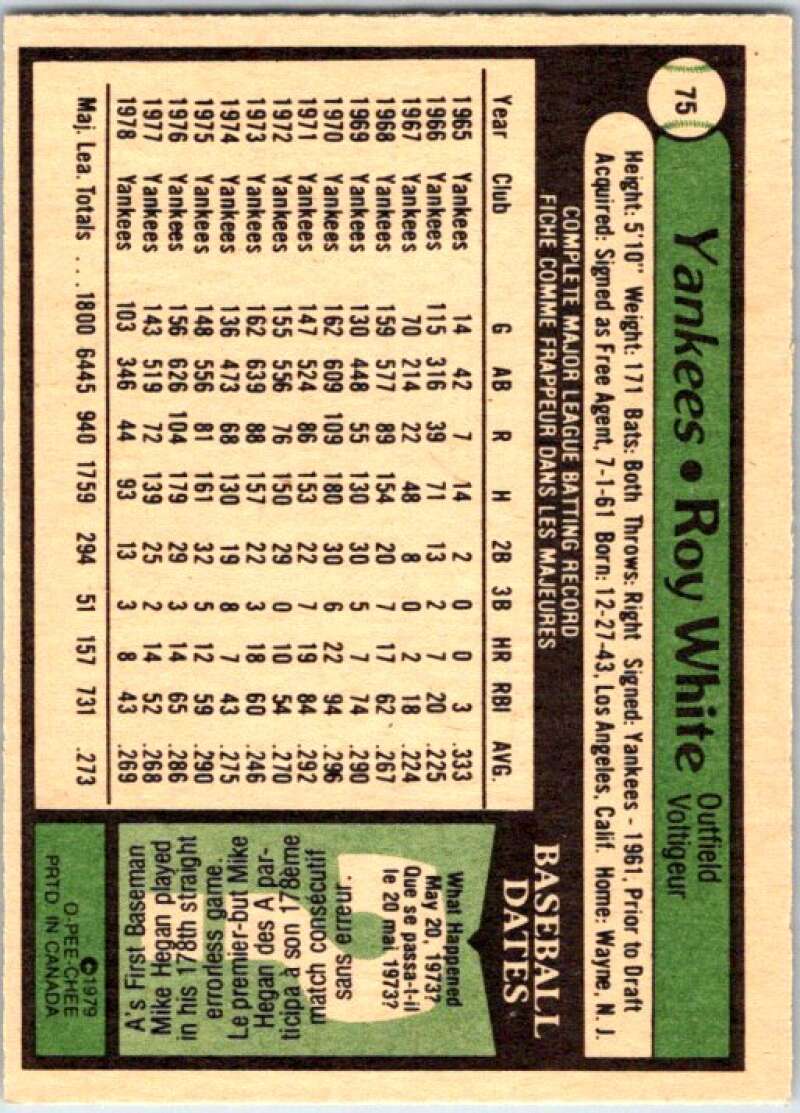 75
Yankees • Roy White
Outfield
Voltigeur
Height: 5'10" Weight: 171 Bats: Both Throws: Right Signed: Yankees - 1961, Prior to Draft
Acquired: Signed as Free Agent, 7-1-61 Born: 12-27-43, Los Angeles, Calif. Home: Wayne, N. J.
COMPLETE MAJOR LEAGUE BATTING RECORD
FICHE COMME FRAPPEUR DANS LES MAJEURES
Year Club G AB R H 2B 3B HR RBI AVG.
1965 Yankees 14 42 7 14 2 0 0 3 .333
1966 Yankees 115 316 39 71 13 2 7 20 .225
1967 Yankees 70 214 22 48 8 0 2 18 .224
1968 Yankees 159 577 89 154 20 7 17 62 .267
1969 Yankees 130 448 55 130 30 5 7 74 .290
1970 Yankees 162 609 109 180 30 6 22 94 .296
1971 Yankees 147 524 86 153 22 7 19 84 .292
1972 Yankees 155 556 76 150 29 0 10 54 .270
1973 Yankees 162 639 88 157 22 3 18 60 .246
1974 Yankees 136 473 68 130 19 8 7 43 .275
1975 Yankees 148 556 81 161 32 5 12 59 .290
1976 Yankees 156 626 104 179 29 3 14 65 .286
1977 Yankees 143 519 72 139 25 2 14 52 .268
1978 Yankees 103 346 44 93 13 3 8 43 .269
Maj. Lea. Totals ... 1800 6445 940 1759 294 51 157 731 .273
BASEBALL
DATES
What Happened
May 20, 1973?
Que se passa-t-il
le 20 mai, 1973?
A's First Baseman
Mike Hegan played
in his 178th straight
errorless game.
Le premier-but Mike
Hegan des A par-
ticipa à son 178ème
match consécutif
sans erreur.
©1979
O-PEE-CHEE
PRTD. IN CANADA